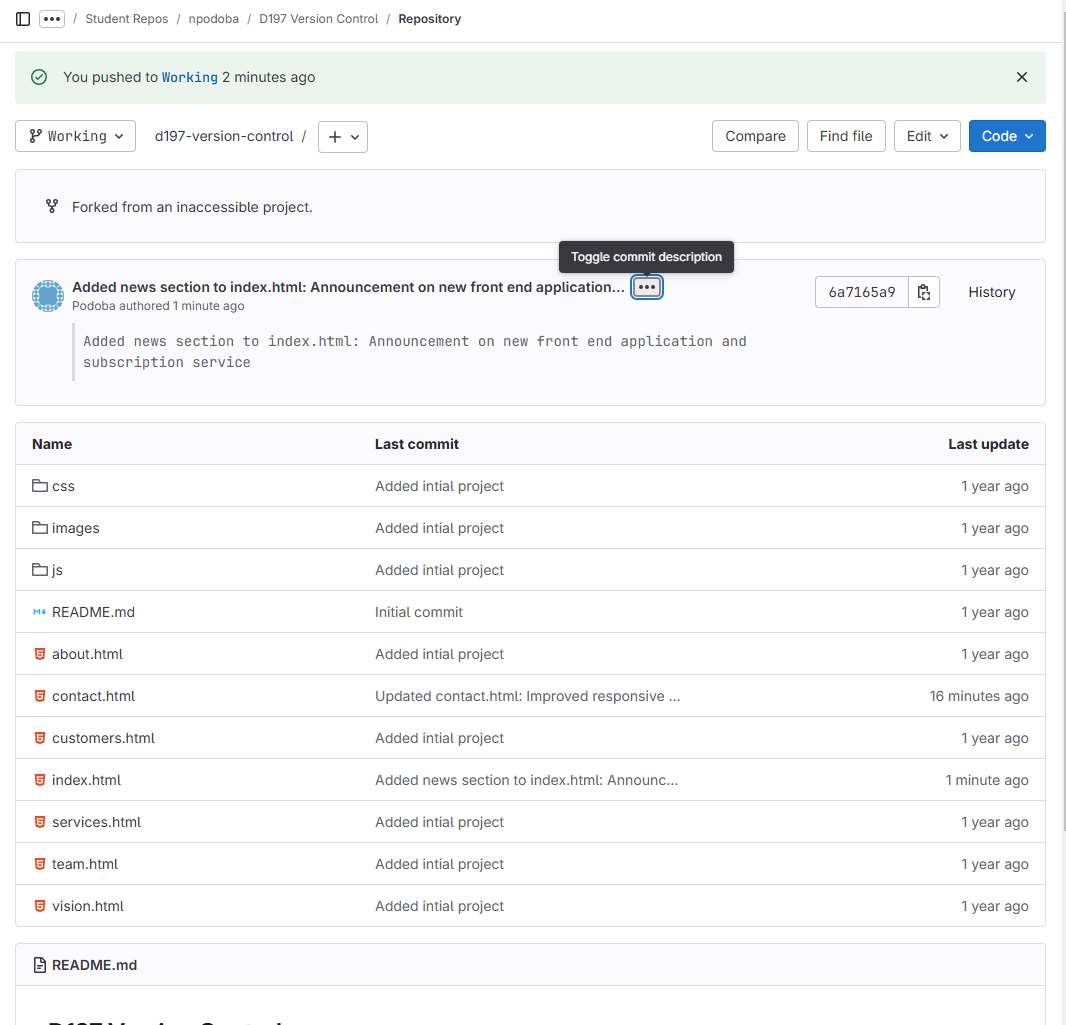 ••• / Student Repos / npodoba / D197 Version Control / Repository
You pushed to Working 2 minutes ago
Working d197-version-control / + Compare Find file Edit Code
Forked from an inaccessible project.
Toggle commit description
Added news section to index.html: Announcement on new front end application... ••• 6a7165a9 History
Podoba authored 1 minute ago
Added news section to index.html: Announcement on new front end application and
subscription service
Name Last commit Last update
css Added intial project 1 year ago
images Added intial project 1 year ago
js Added intial project 1 year ago
README.md Initial commit 1 year ago
about.html Added intial project 1 year ago
contact.html Updated contact.html: Improved responsive ... 16 minutes ago
customers.html Added intial project 1 year ago
index.html Added news section to index.html: Announc... 1 minute ago
services.html Added intial project 1 year ago
team.html Added intial project 1 year ago
vision.html Added intial project 1 year ago
README.md
D197 Version Control